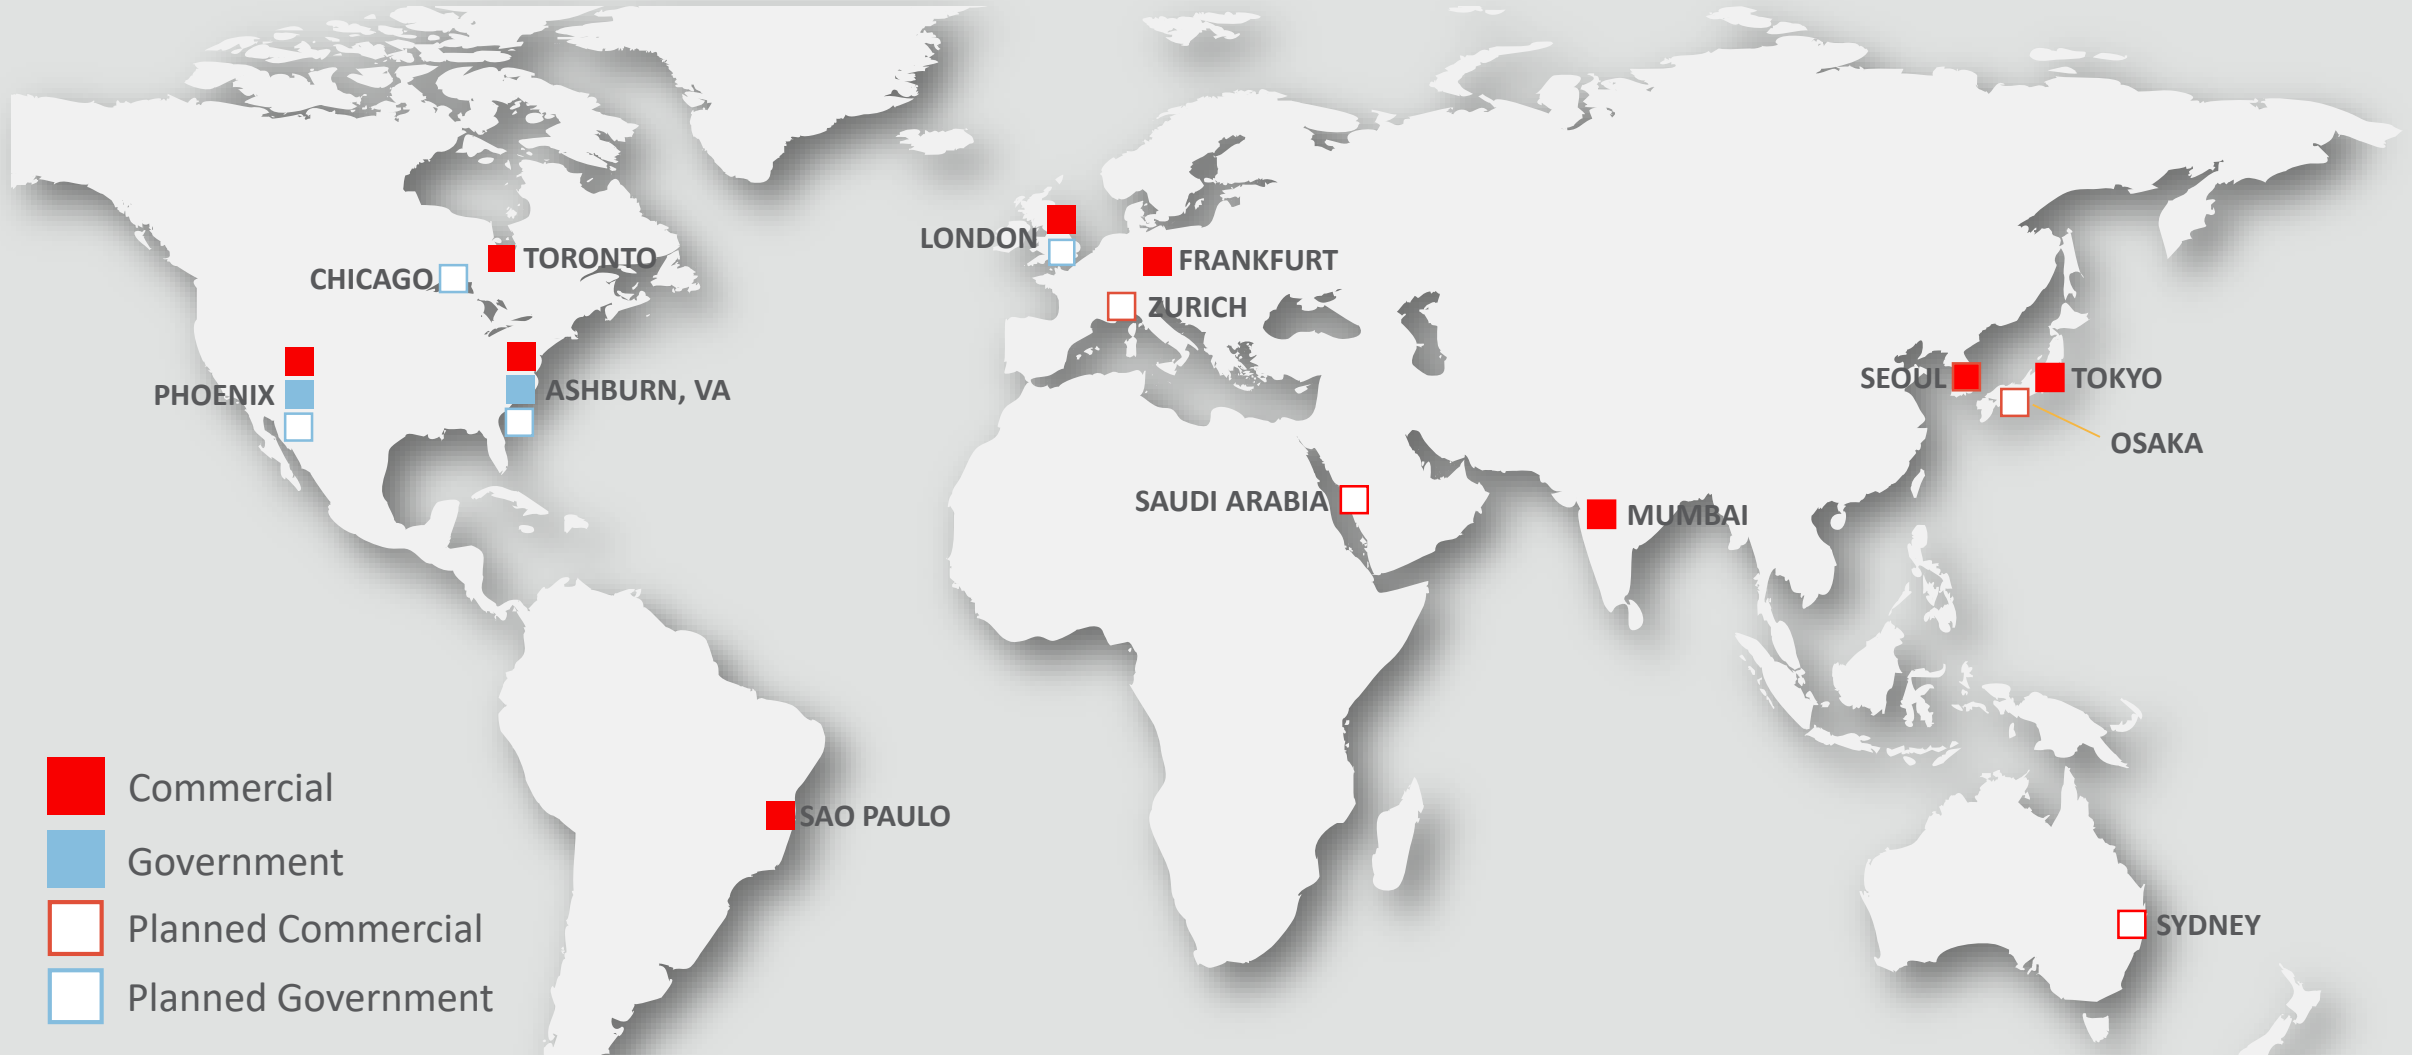 LONDON
TORONTO
FRANKFURT
CHICAGO
ZURICH
SEOUL
TOKYO
PHOENIX
ASHBURN, VA
OSAKA
SAUDI ARABIA
MUMBAI
SAO PAULO
SYDNEY
Commercial
Government
Planned Commercial
Planned Government